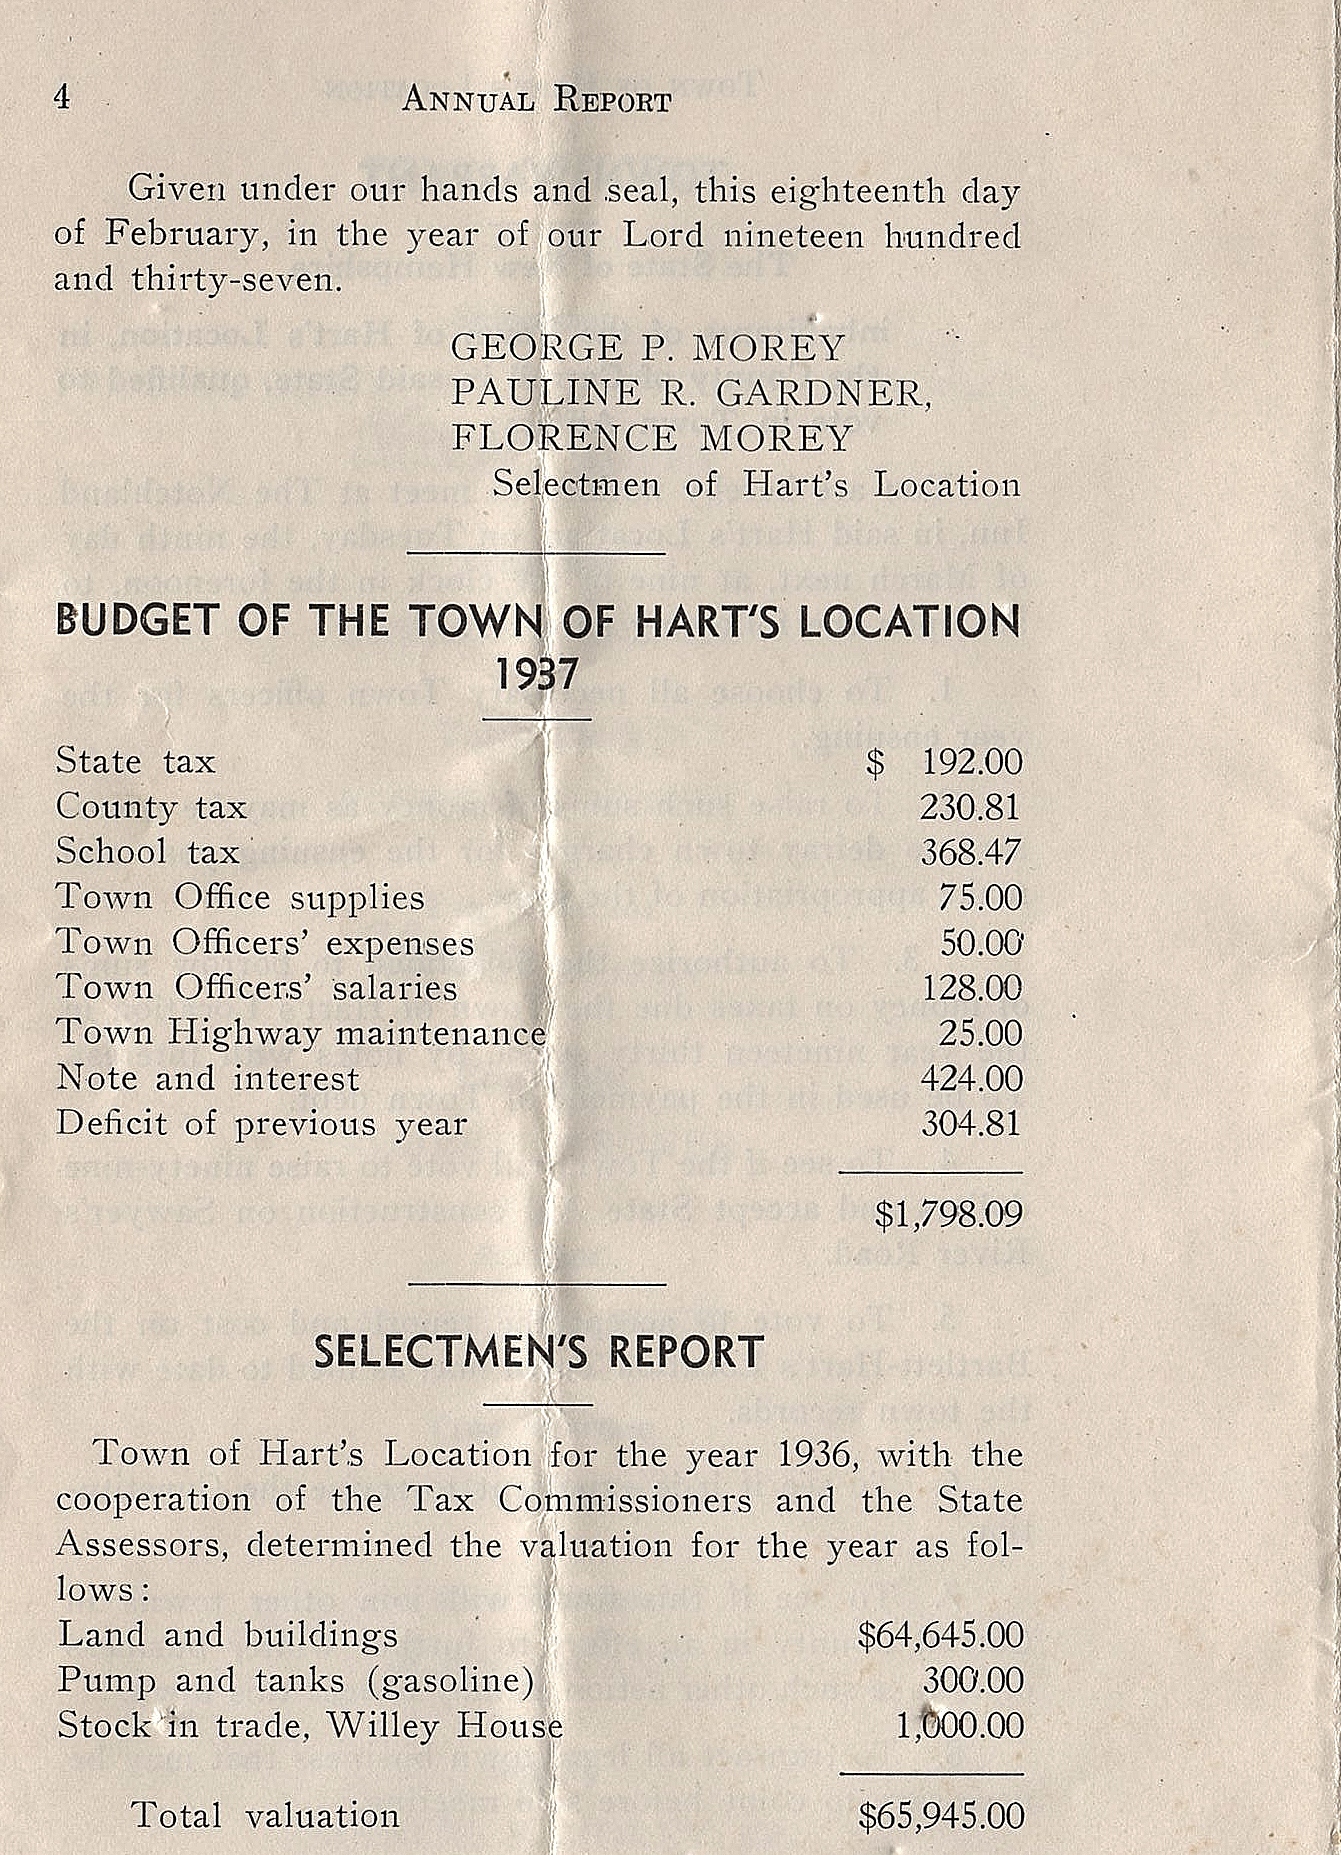 4 ANNUAL REPORT
Given under our hands and seal, this eighteenth day
of February, in the year of our Lord nineteen hundred
and thirty-seven.
GEORGE P. MOREY
PAULINE R. GARDNER,
FLORENCE MOREY
Selectmen of Hart's Location
BUDGET OF THE TOWN OF HART'S LOCATION
1937
State tax $ 192.00
County tax 230.81
School tax 368.47
Town Office supplies 75.00
Town Officers' expenses 50.00
Town Officers' salaries 128.00
Town Highway maintenance 25.00
Note and interest 424.00
Deficit of previous year 304.81
$1,798.09
SELECTMEN'S REPORT
Town of Hart's Location for the year 1936, with the
cooperation of the Tax Commissioners and the State
Assessors, determined the valuation for the year as fol-
lows:
Land and buildings $64,645.00
Pump and tanks (gasoline) 300.00
Stock in trade, Willey House 1,000.00
Total valuation $65,945.00